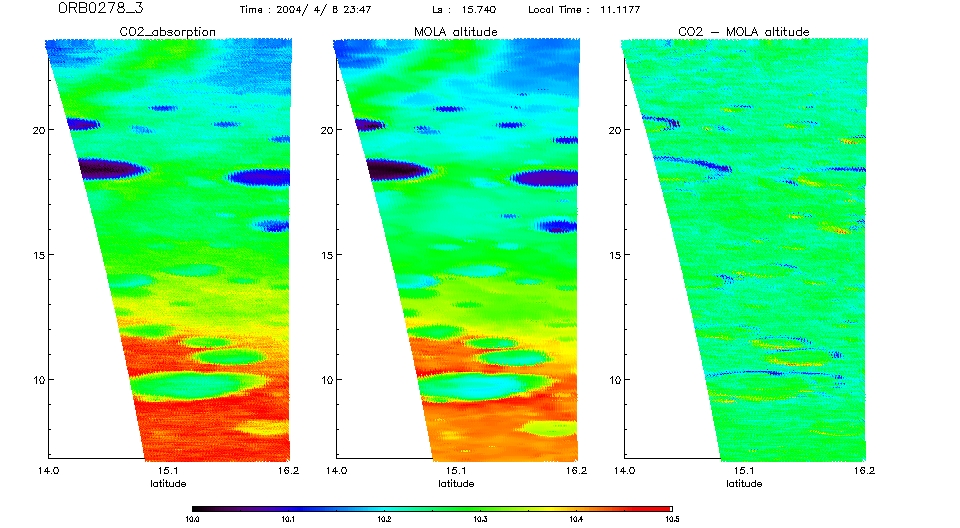 ORB0278_3 Time : 2004/ 4/ 8 23:47 Ls : 15.740 Local Time : 11.1177
CO2_absorption MOLA altitude CO2 - MOLA altitude
20 20 20
15 15 15
10 10 10
14.0 15.1 16.2 14.0 15.1 16.2 14.0 15.1 16.2
latitude latitude latitude
10.0 10.1 10.2 10.3 10.4 10.5